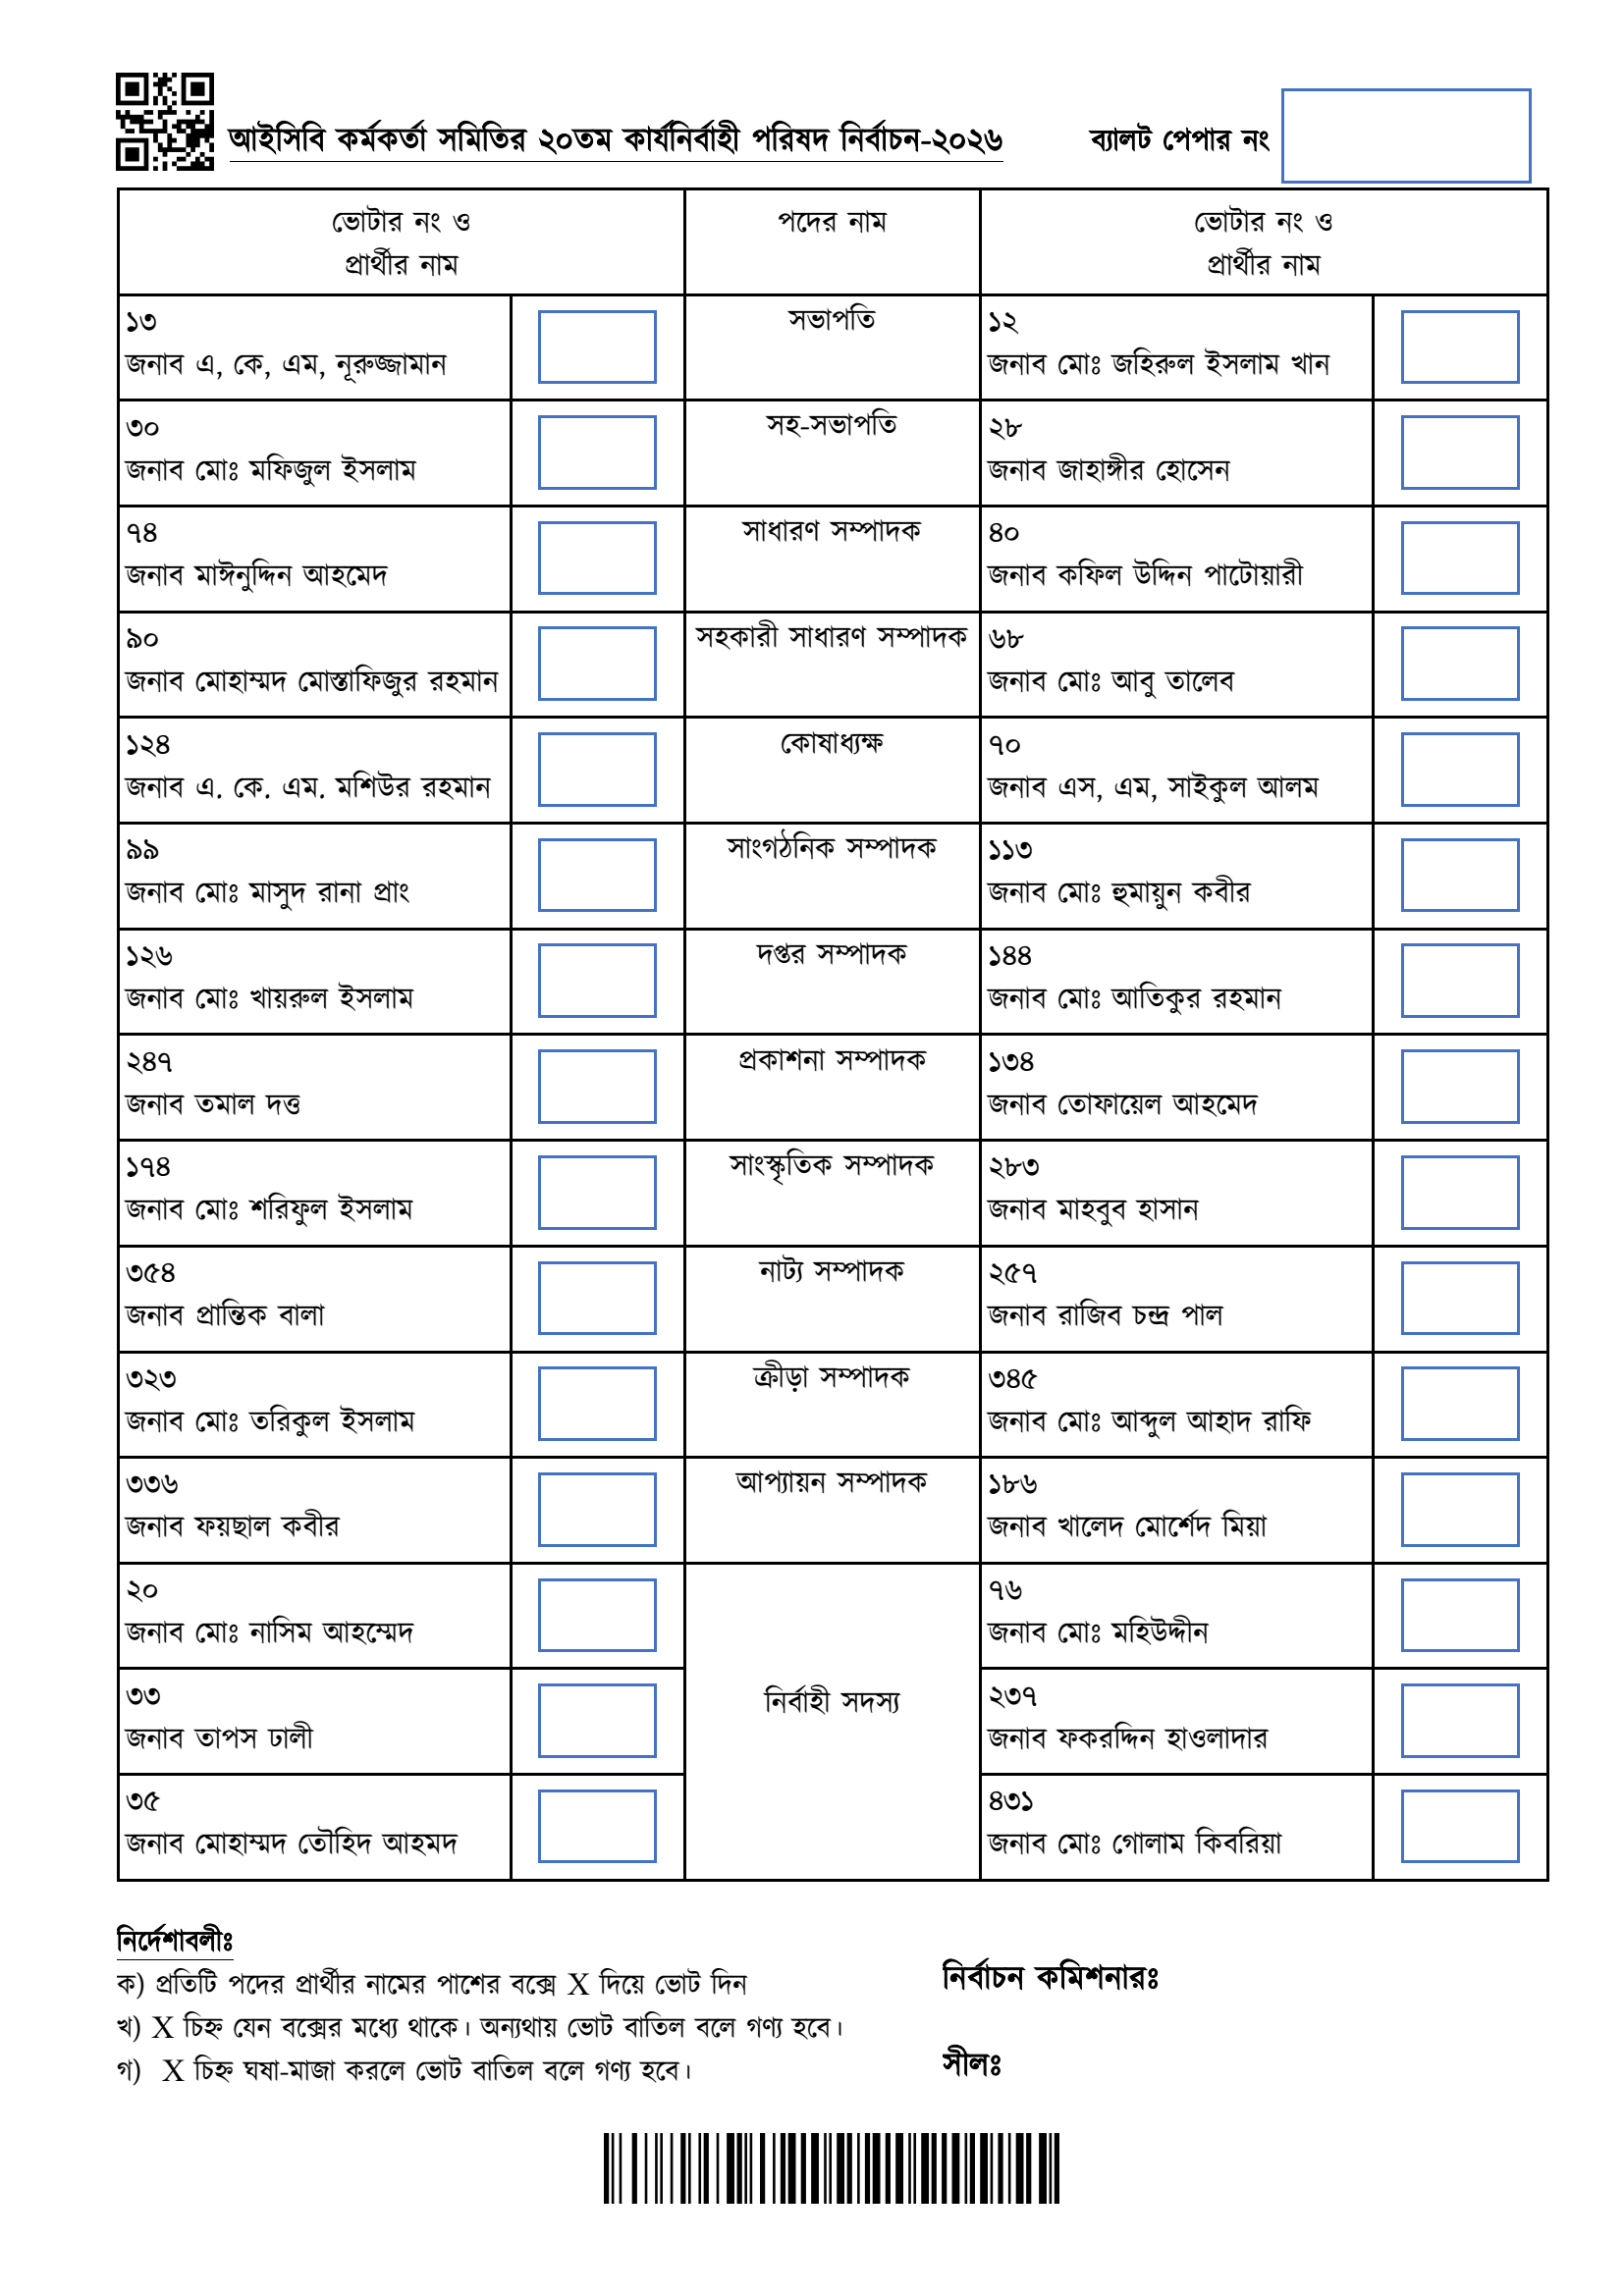 আইসিবি কর্মকর্তা সমিতির ২০তম কার্যনির্বাহী পরিষদ নির্বাচন-২০২৬ ব্যালট পেপার নং
ভোটার নং ও
প্রার্থীর নাম
পদের নাম
ভোটার নং ও
প্রার্থীর নাম
১৩
জনাব এ, কে, এম, নূরুজ্জামান
সভাপতি
১২
জনাব মোঃ জহিরুল ইসলাম খান
৩০
জনাব মোঃ মফিজুল ইসলাম
সহ-সভাপতি
২৮
জনাব জাহাঙ্গীর হোসেন
৭৪
জনাব মাঈনুদ্দিন আহমেদ
সাধারণ সম্পাদক
৪০
জনাব কফিল উদ্দিন পাটোয়ারী
৯০
জনাব মোহাম্মদ মোস্তাফিজুর রহমান
সহকারী সাধারণ সম্পাদক
৬৮
জনাব মোঃ আবু তালেব
১২৪
জনাব এ. কে. এম. মশিউর রহমান
কোষাধ্যক্ষ
৭০
জনাব এস, এম, সাইকুল আলম
৯৯
জনাব মোঃ মাসুদ রানা প্রাং
সাংগঠনিক সম্পাদক
১১৩
জনাব মোঃ হুমায়ুন কবীর
১২৬
জনাব মোঃ খায়রুল ইসলাম
দপ্তর সম্পাদক
১৪৪
জনাব মোঃ আতিকুর রহমান
২৪৭
জনাব তমাল দত্ত
প্রকাশনা সম্পাদক
১৩৪
জনাব তোফায়েল আহমেদ
১৭৪
জনাব মোঃ শরিফুল ইসলাম
সাংস্কৃতিক সম্পাদক
২৮৩
জনাব মাহবুব হাসান
৩৫৪
জনাব প্রান্তিক বালা
নাট্য সম্পাদক
২৫৭
জনাব রাজিব চন্দ্র পাল
৩২৩
জনাব মোঃ তরিকুল ইসলাম
ক্রীড়া সম্পাদক
৩৪৫
জনাব মোঃ আব্দুল আহাদ রাফি
৩৩৬
জনাব ফয়ছাল কবীর
আপ্যায়ন সম্পাদক
১৮৬
জনাব খালেদ মোর্শেদ মিয়া
২০
জনাব মোঃ নাসিম আহম্মেদ
৭৬
জনাব মোঃ মহিউদ্দীন
৩৩
জনাব তাপস ঢালী
নির্বাহী সদস্য
২৩৭
জনাব ফকরদ্দিন হাওলাদার
৩৫
জনাব মোহাম্মদ তৌহিদ আহমদ
৪৩১
জনাব মোঃ গোলাম কিবরিয়া
নির্দেশাবলীঃ
ক) প্রতিটি পদের প্রার্থীর নামের পাশের বক্সে X দিয়ে ভোট দিন
খ) X চিহ্ন যেন বক্সের মধ্যে থাকে। অন্যথায় ভোট বাতিল বলে গণ্য হবে।
গ) X চিহ্ন ঘষা-মাজা করলে ভোট বাতিল বলে গণ্য হবে।
নির্বাচন কমিশনারঃ
সীলঃ